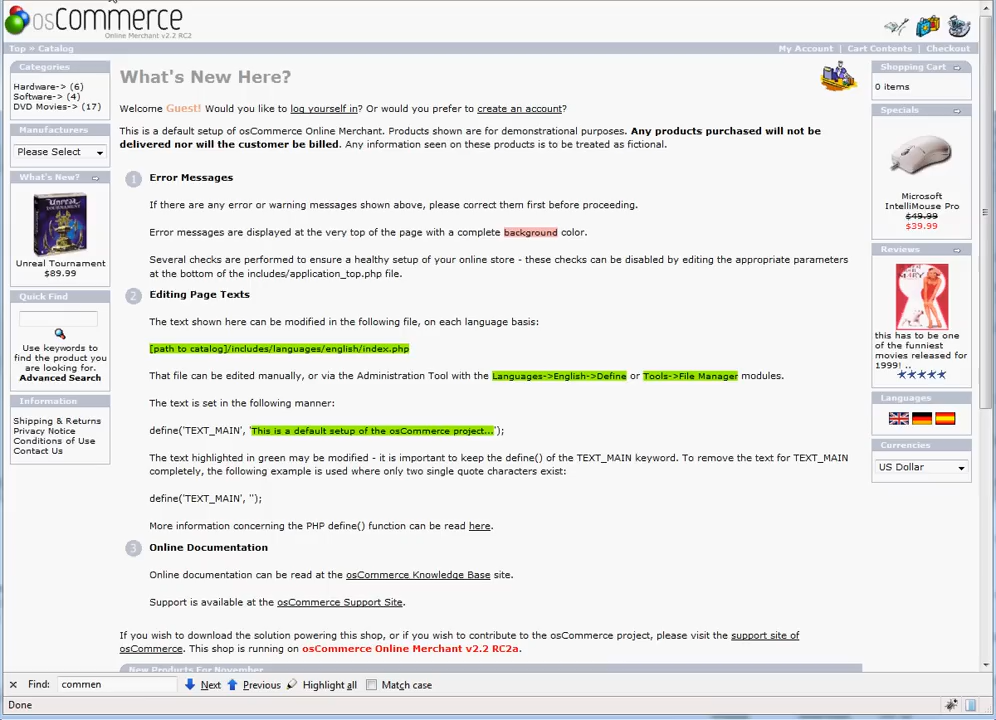 osCommerce
Online Merchant v2.2 RC2
Top » Catalog
My Account | Cart Contents | Checkout
Categories
Hardware-> (6)
Software-> (4)
DVD Movies-> (17)
Manufacturers
Please Select
What's New?
Unreal Tournament
$89.99
Quick Find
Use keywords to
find the product you
are looking for.
Advanced Search
Information
Shipping & Returns
Privacy Notice
Conditions of Use
Contact Us
What's New Here?
Welcome Guest! Would you like to log yourself in? Or would you prefer to create an account?
This is a default setup of osCommerce Online Merchant. Products shown are for demonstrational purposes. Any products purchased will not be
delivered nor will the customer be billed. Any information seen on these products is to be treated as fictional.
1 Error Messages
If there are any error or warning messages shown above, please correct them first before proceeding.
Error messages are displayed at the very top of the page with a complete background color.
Several checks are performed to ensure a healthy setup of your online store - these checks can be disabled by editing the appropriate parameters
at the bottom of the includes/application_top.php file.
2 Editing Page Texts
The text shown here can be modified in the following file, on each language basis:
[path to catalog]/includes/languages/english/index.php
That file can be edited manually, or via the Administration Tool with the Languages->English->Define or Tools->File Manager modules.
The text is set in the following manner:
define('TEXT_MAIN', 'This is a default setup of the osCommerce project...');
The text highlighted in green may be modified - it is important to keep the define() of the TEXT_MAIN keyword. To remove the text for TEXT_MAIN
completely, the following example is used where only two single quote characters exist:
define('TEXT_MAIN', '');
More information concerning the PHP define() function can be read here.
3 Online Documentation
Online documentation can be read at the osCommerce Knowledge Base site.
Support is available at the osCommerce Support Site.
If you wish to download the solution powering this shop, or if you wish to contribute to the osCommerce project, please visit the support site of
osCommerce. This shop is running on osCommerce Online Merchant v2.2 RC2a.
New Products For November
Shopping Cart
0 items
Specials
Microsoft
IntelliMouse Pro
$49.99
$39.99
Reviews
this has to be one
of the funniest
movies released for
1999! ..
Languages
Currencies
US Dollar
Find: commen Next Previous Highlight all Match case
Done